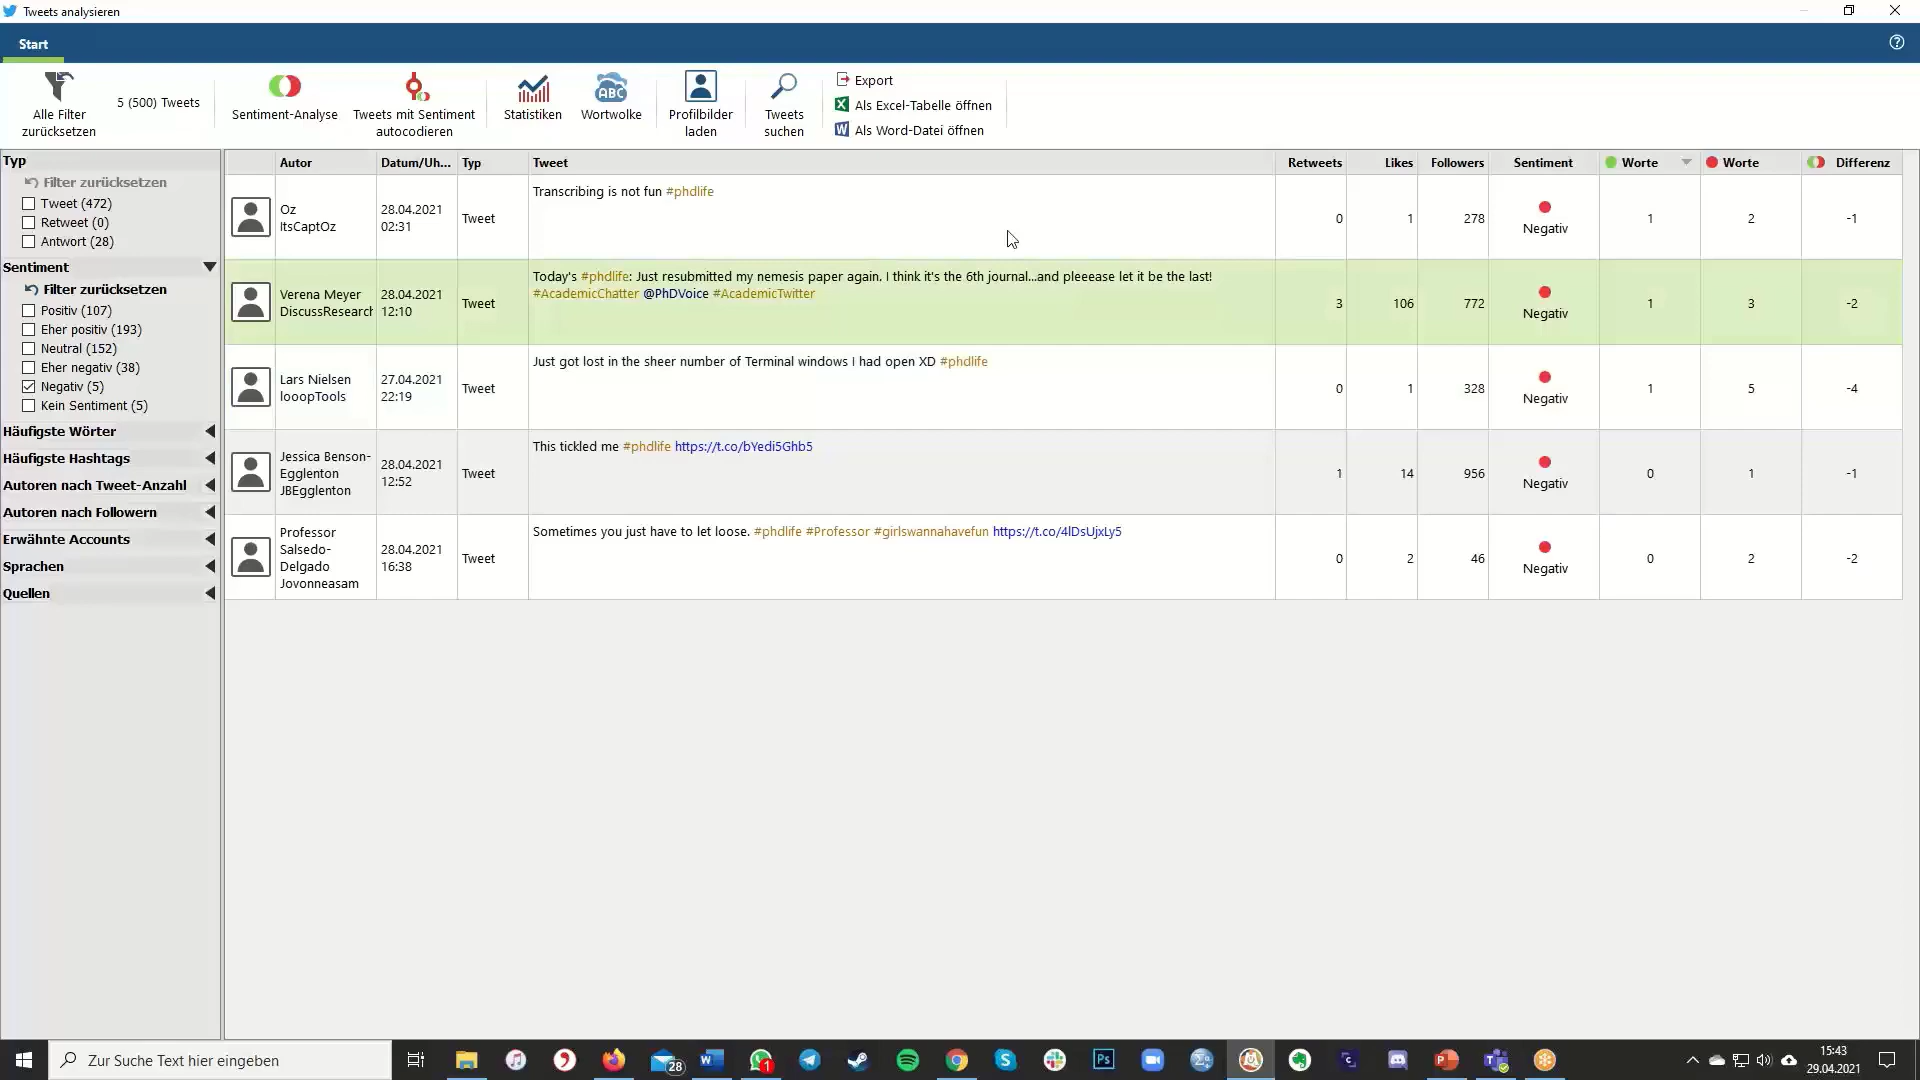 Tweets analysieren
Start
Alle Filter
zurücksetzen
5 (500) Tweets
Sentiment-Analyse
Tweets mit Sentiment
autocodieren
Statistiken
ABC
Wortwolke
Profilbilder
laden
Tweets
suchen
Export
Als Excel-Tabelle öffnen
Als Word-Datei öffnen
Typ
Filter zurücksetzen
Tweet (472)
Retweet (0)
Antwort (28)
Sentiment
Filter zurücksetzen
Positiv (107)
Eher positiv (193)
Neutral (152)
Eher negativ (38)
Negativ (5)
Kein Sentiment (5)
Häufigste Wörter
Häufigste Hashtags
Autoren nach Tweet-Anzahl
Autoren nach Followern
Erwähnte Accounts
Sprachen
Quellen
Autor Datum/Uh... Typ Tweet Retweets Likes Followers Sentiment Worte Worte Differenz
Oz
ItsCaptOz
28.04.2021
02:31
Tweet
Transcribing is not fun #phdlife
0 1 278 Negativ 1 2 -1
Verena Meyer
DiscussResearch
28.04.2021
12:10
Tweet
Today's #phdlife: Just resubmitted my nemesis paper again. I think it's the 6th journal...and pleeease let it be the last!
#AcademicChatter @PhDVoice #AcademicTwitter
3 106 772 Negativ 1 3 -2
Lars Nielsen
looopTools
27.04.2021
22:19
Tweet
Just got lost in the sheer number of Terminal windows I had open XD #phdlife
0 1 328 Negativ 1 5 -4
Jessica Benson-
Egglenton
JBEgglenton
28.04.2021
12:52
Tweet
This tickled me #phdlife https://t.co/bYedi5Ghb5
1 14 956 Negativ 0 1 -1
Professor
Salsedo-
Delgado
Jovonneasam
28.04.2021
16:38
Tweet
Sometimes you just have to let loose. #phdlife #Professor #girlswannahavefun https://t.co/4lDsUjxLy5
0 2 46 Negativ 0 2 -2
Zur Suche Text hier eingeben
28
1
Ps
15:43
29.04.2021